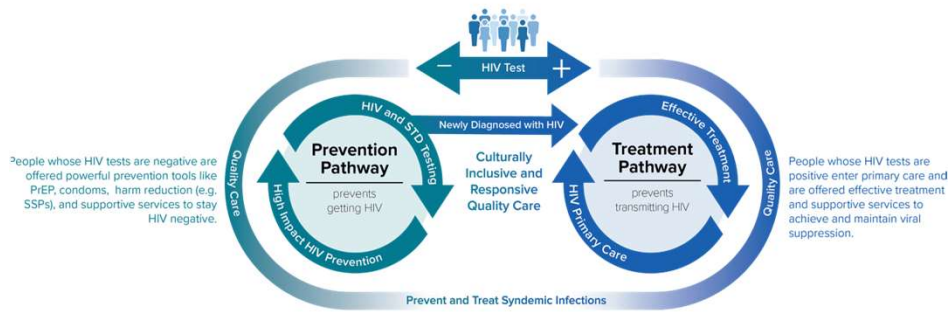 − HIV Test +
Newly Diagnosed with HIV
HIV and STD Testing
High Impact HIV Prevention
Prevention
Pathway
prevents
getting HIV
Culturally
Inclusive and
Responsive
Quality Care
Effective Treatment
HIV Primary Care
Treatment
Pathway
prevents
transmitting HIV
Quality Care
Quality Care
People whose HIV tests are negative are
offered powerful prevention tools like
PrEP, condoms, harm reduction (e.g.
SSPs), and supportive services to stay
HIV negative.
People whose HIV tests are
positive enter primary care and
are offered effective treatment
and supportive services to
achieve and maintain viral
suppression.
Prevent and Treat Syndemic Infections